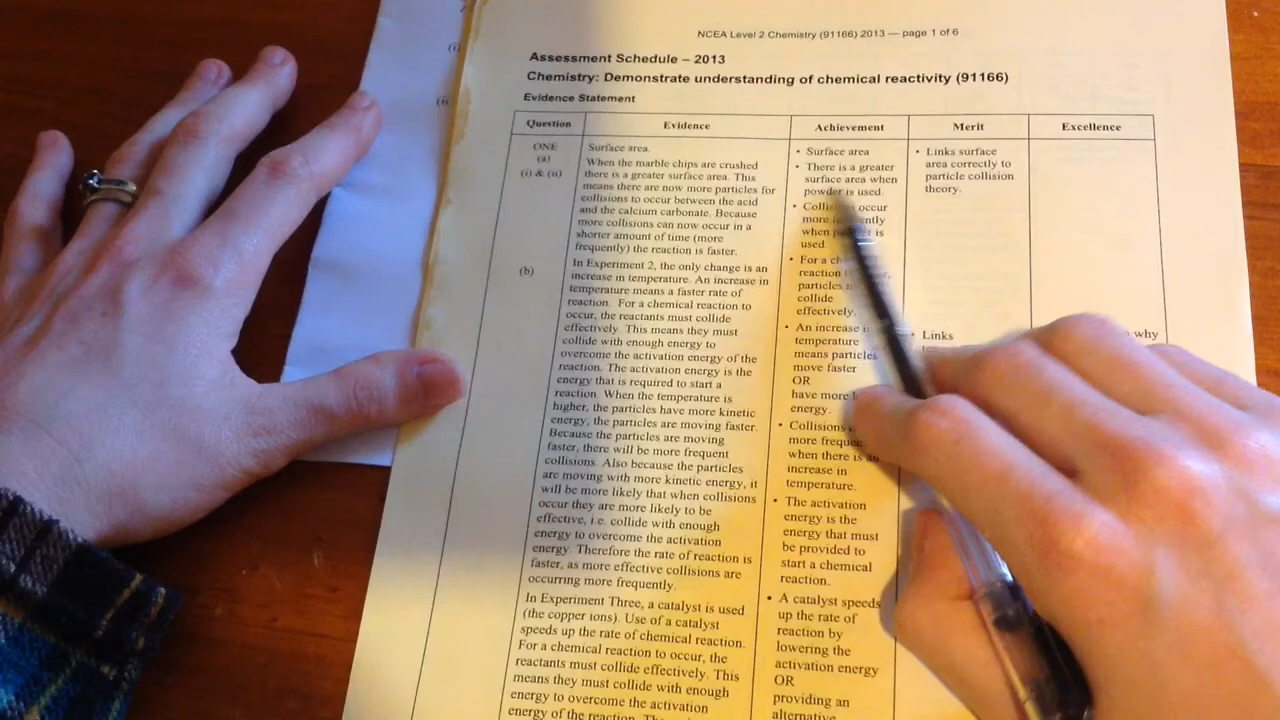 NCEA Level 2 Chemistry (91166) 2013 — page 1 of 6
Assessment Schedule – 2013
Chemistry: Demonstrate understanding of chemical reactivity (91166)
Evidence Statement
Question
Evidence
Achievement
Merit
Excellence
ONE
(a)
(i) & (ii)
Surface area.
When the marble chips are crushed
there is a greater surface area. This
means there are now more particles for
collisions to occur between the acid
and the calcium carbonate. Because
more collisions can now occur in a
shorter amount of time (more
frequently) the reaction is faster.
• Surface area
• There is a greater
surface area when
powder is used.
• occur
more
when is
used.
• For a
reaction
particles
collide
effectively.
• Links surface
area correctly to
particle collision
theory.
(b)
In Experiment 2, the only change is an
increase in temperature. An increase in
temperature means a faster rate of
reaction. For a chemical reaction to
occur, the reactants must collide
effectively. This means they must
collide with enough energy to
overcome the activation energy of the
reaction. The activation energy is the
energy that is required to start a
reaction. When the temperature is
higher, the particles have more kinetic
energy, the particles are moving faster.
Because the particles are moving
faster, there will be more frequent
collisions. Also because the particles
are moving with more kinetic energy, it
will be more likely that when collisions
occur they are more likely to be
effective, i.e. collide with enough
energy to overcome the activation
energy. Therefore the rate of reaction is
faster, as more effective collisions are
occurring more frequently.
• An increase
temperature
means particles
move faster
OR
have more
energy.
• Collisions
more
when there is an
increase in
temperature.
• The activation
energy is the
energy that must
be provided to
start a chemical
reaction.
• Links
why
In Experiment Three, a catalyst is used
(the copper ions). Use of a catalyst
speeds up the rate of chemical reaction.
For a chemical reaction to occur, the
reactants must collide effectively. This
means they must collide with enough
energy to overcome the activation
energy of the reaction.
• A catalyst speeds
up the rate of
reaction by
lowering the
activation energy
OR
providing an
alternative
(i)
(ii